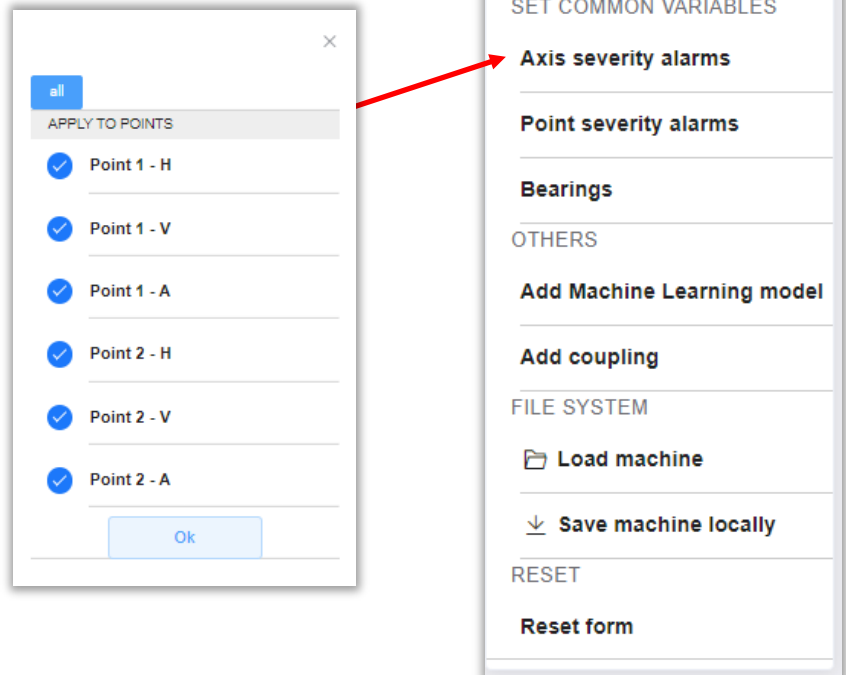 all
APPLY TO POINTS
Point 1 - H
Point 1 - V
Point 1 - A
Point 2 - H
Point 2 - V
Point 2 - A
Ok
SET COMMON VARIABLES
Axis severity alarms
Point severity alarms
Bearings
OTHERS
Add Machine Learning model
Add coupling
FILE SYSTEM
Load machine
Save machine locally
RESET
Reset form